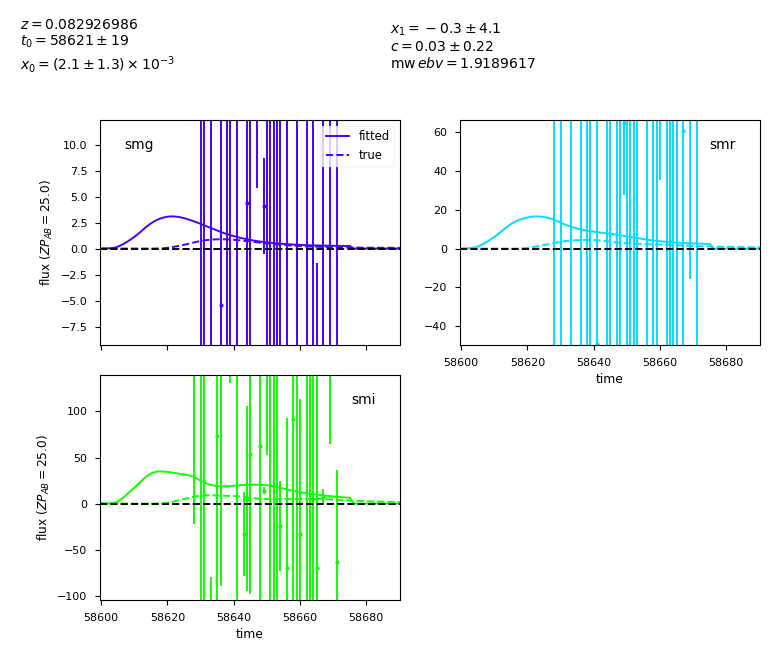 z = 0.082926986
t₀ = 58621 ± 19
x₀ = (2.1 ± 1.3) × 10⁻³
x₁ = −0.3 ± 4.1
c = 0.03 ± 0.22
mw ebv = 1.9189617
smg
fitted
true
10.0
7.5
5.0
2.5
0.0
−2.5
−5.0
−7.5
flux (ZP_AB = 25.0)
smr
60
40
20
0
−20
−40
58600 58620 58640 58660 58680
time
smi
100
50
0
−50
−100
flux (ZP_AB = 25.0)
58600 58620 58640 58660 58680
time